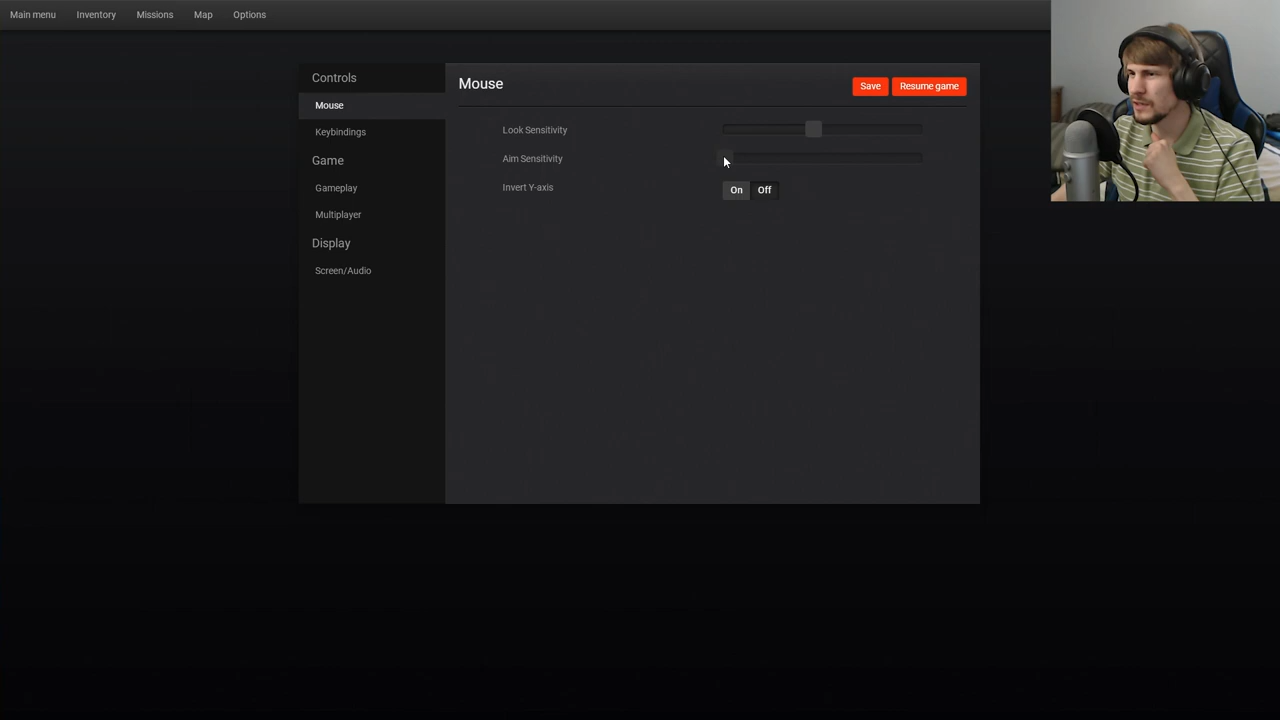 Main menu Inventory Missions Map Options
Controls
Mouse
Keybindings
Game
Gameplay
Multiplayer
Display
Screen/Audio
Mouse
Save Resume game
Look Sensitivity
Aim Sensitivity
Invert Y-axis On Off